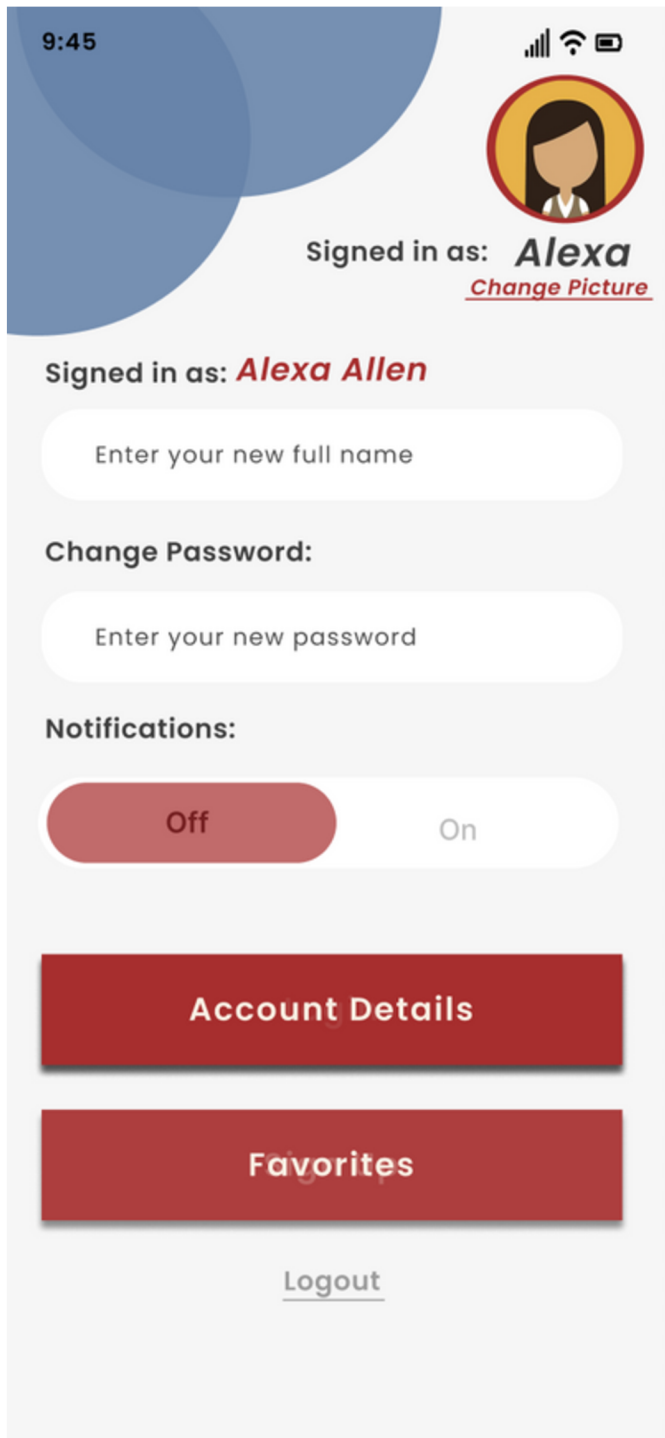 9:45
Signed in as: Alexa
Change Picture
Signed in as: Alexa Allen
Enter your new full name
Change Password:
Enter your new password
Notifications:
Off On
Account Details
Favorites
Logout